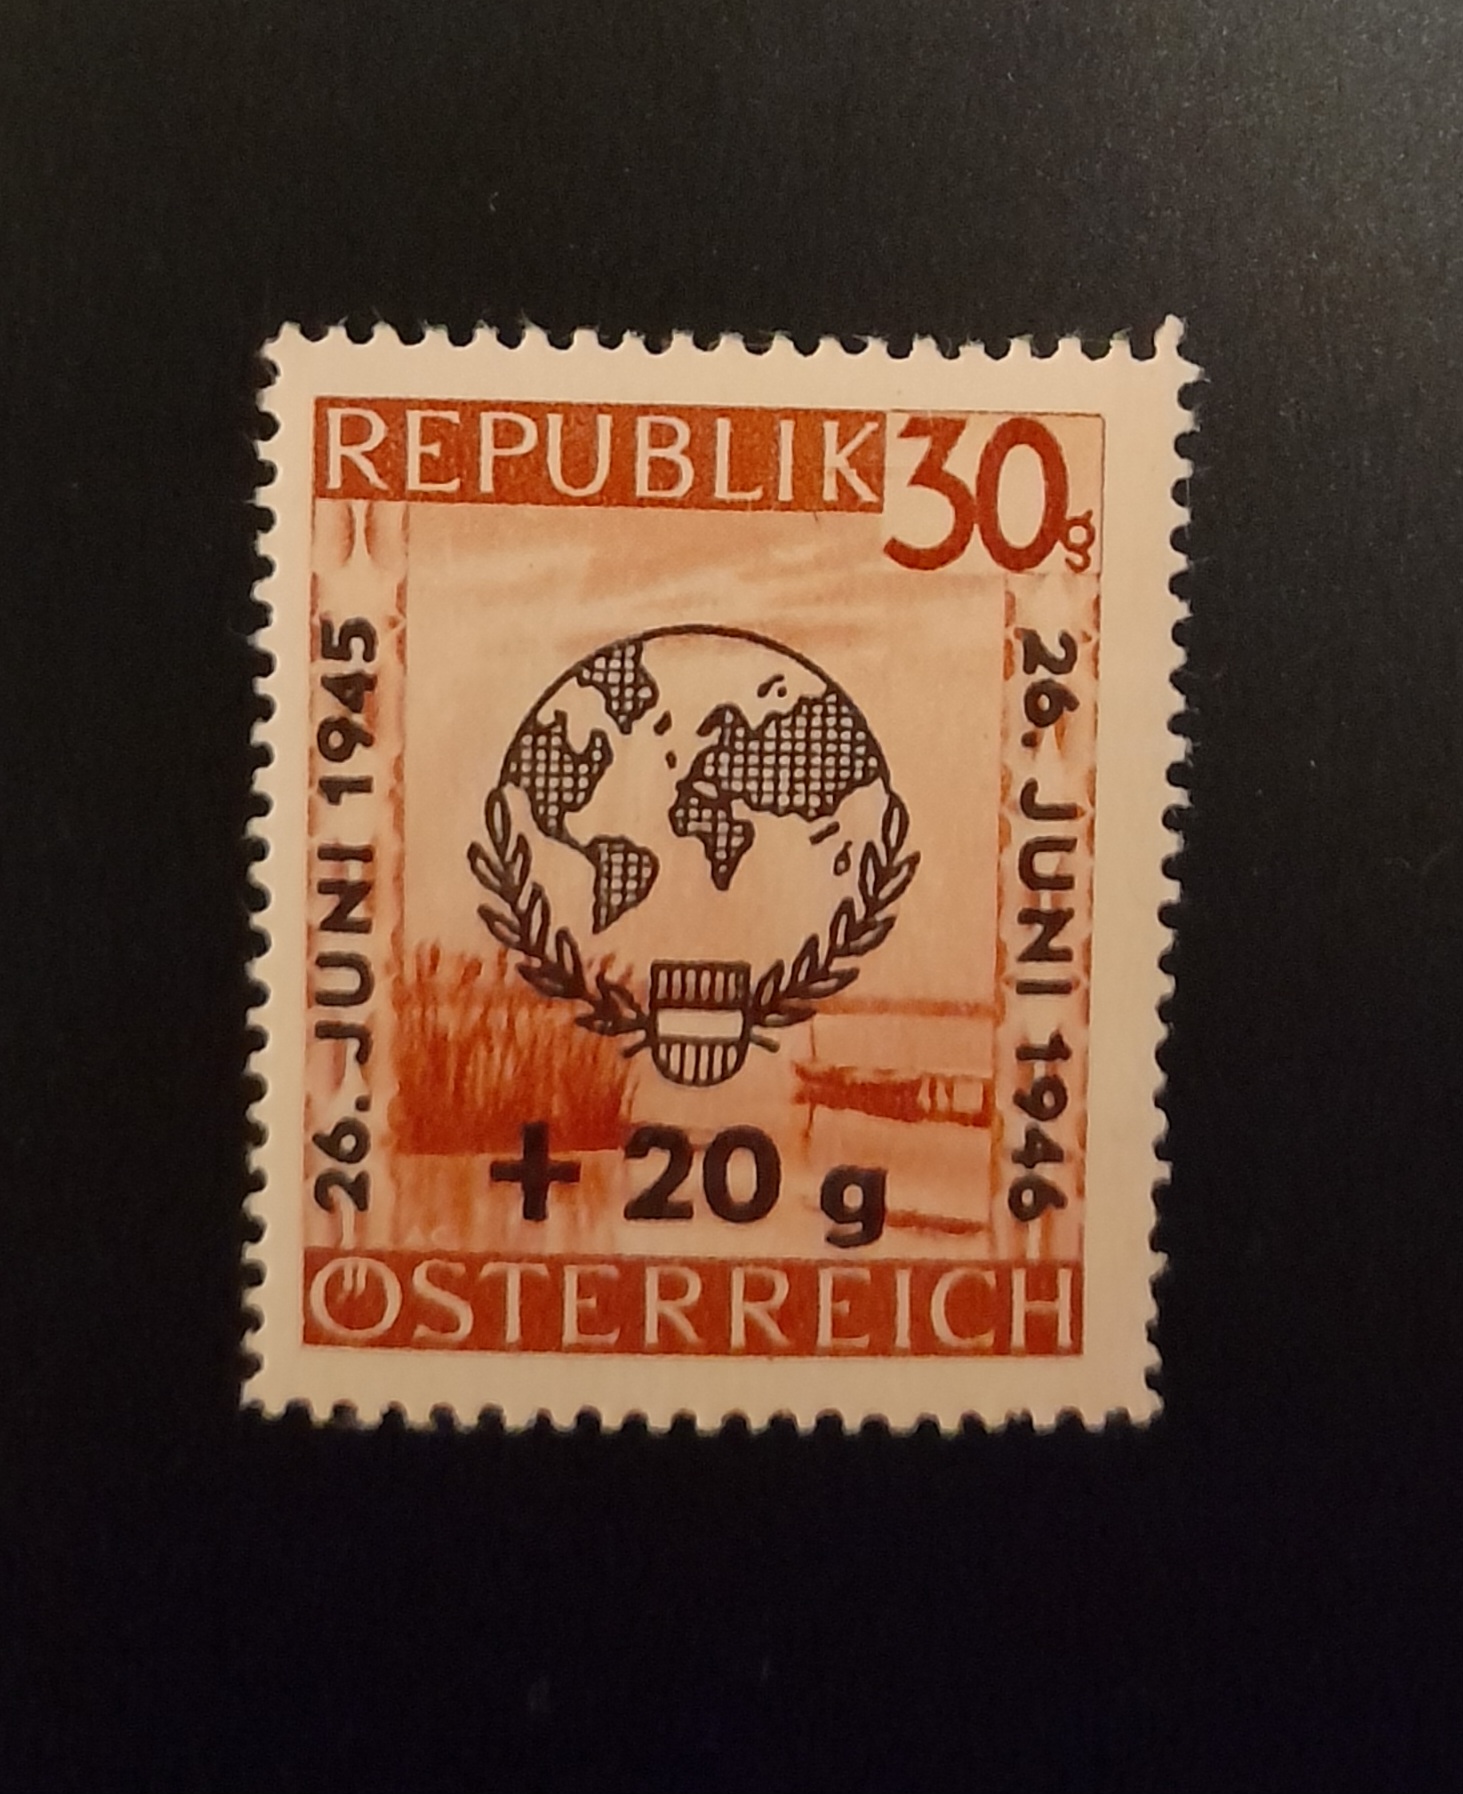 REPUBLIK 30g
26. JUNI 1945
26. JUNI 1946
+ 20 g
ÖSTERREICH